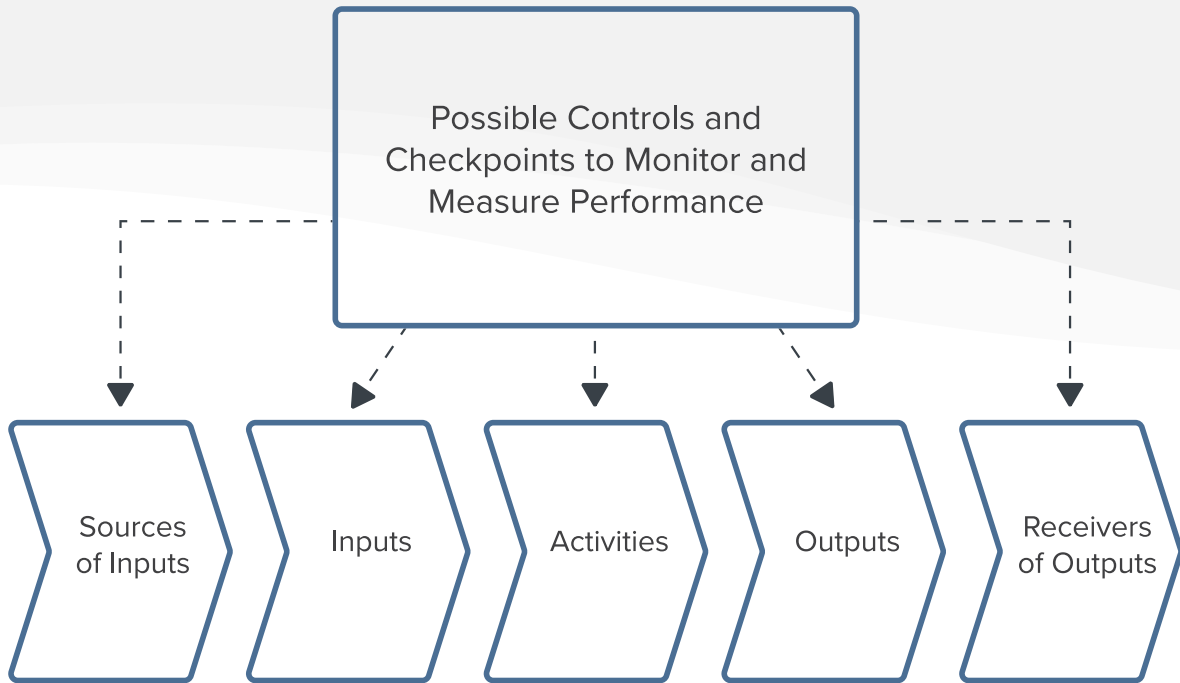 Possible Controls and
Checkpoints to Monitor and
Measure Performance
Sources
of Inputs
Inputs
Activities
Outputs
Receivers
of Outputs